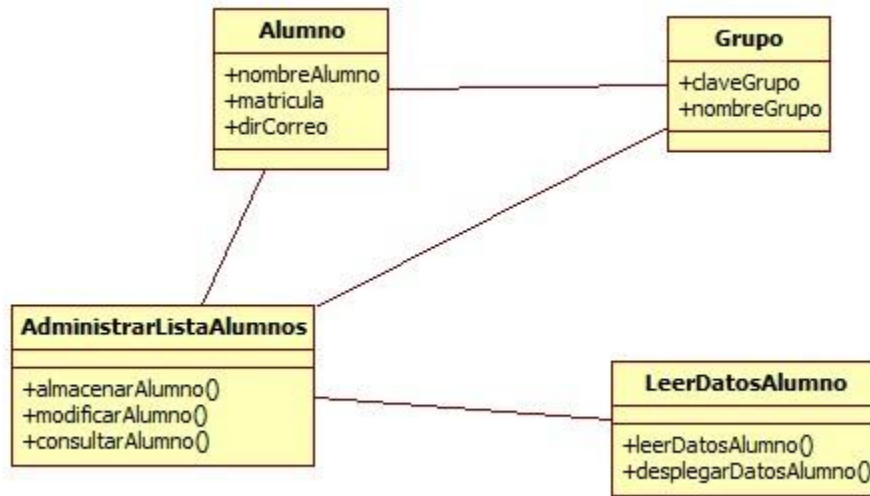 Alumno
+nombreAlumno
+matricula
+dirCorreo
Grupo
+claveGrupo
+nombreGrupo
AdministrarListaAlumnos
+almacenarAlumno()
+modificarAlumno()
+consultarAlumno()
LeerDatosAlumno
+leerDatosAlumno()
+desplegarDatosAlumno()